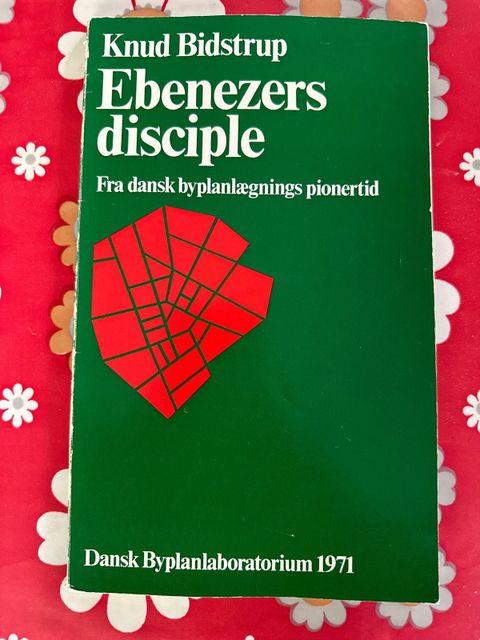 Knud Bidstrup
Ebenezers
disciple
Fra dansk byplanlægnings pionertid
Dansk Byplanlaboratorium 1971